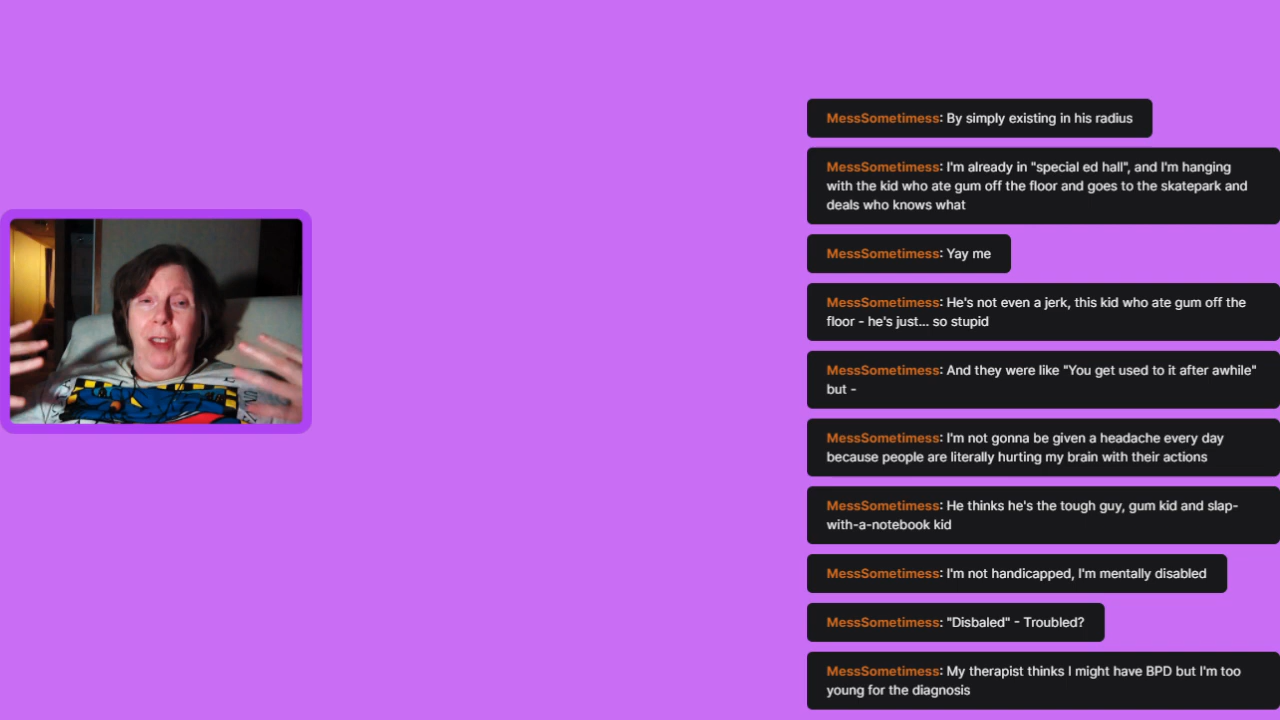 MessSometimess: By simply existing in his radius
MessSometimess: I'm already in "special ed hall", and I'm hanging
with the kid who ate gum off the floor and goes to the skatepark and
deals who knows what
MessSometimess: Yay me
MessSometimess: He's not even a jerk, this kid who ate gum off the
floor - he's just... so stupid
MessSometimess: And they were like "You get used to it after awhile"
but -
MessSometimess: I'm not gonna be given a headache every day
because people are literally hurting my brain with their actions
MessSometimess: He thinks he's the tough guy, gum kid and slap-
with-a-notebook kid
MessSometimess: I'm not handicapped, I'm mentally disabled
MessSometimess: "Disbaled" - Troubled?
MessSometimess: My therapist thinks I might have BPD but I'm too
young for the diagnosis